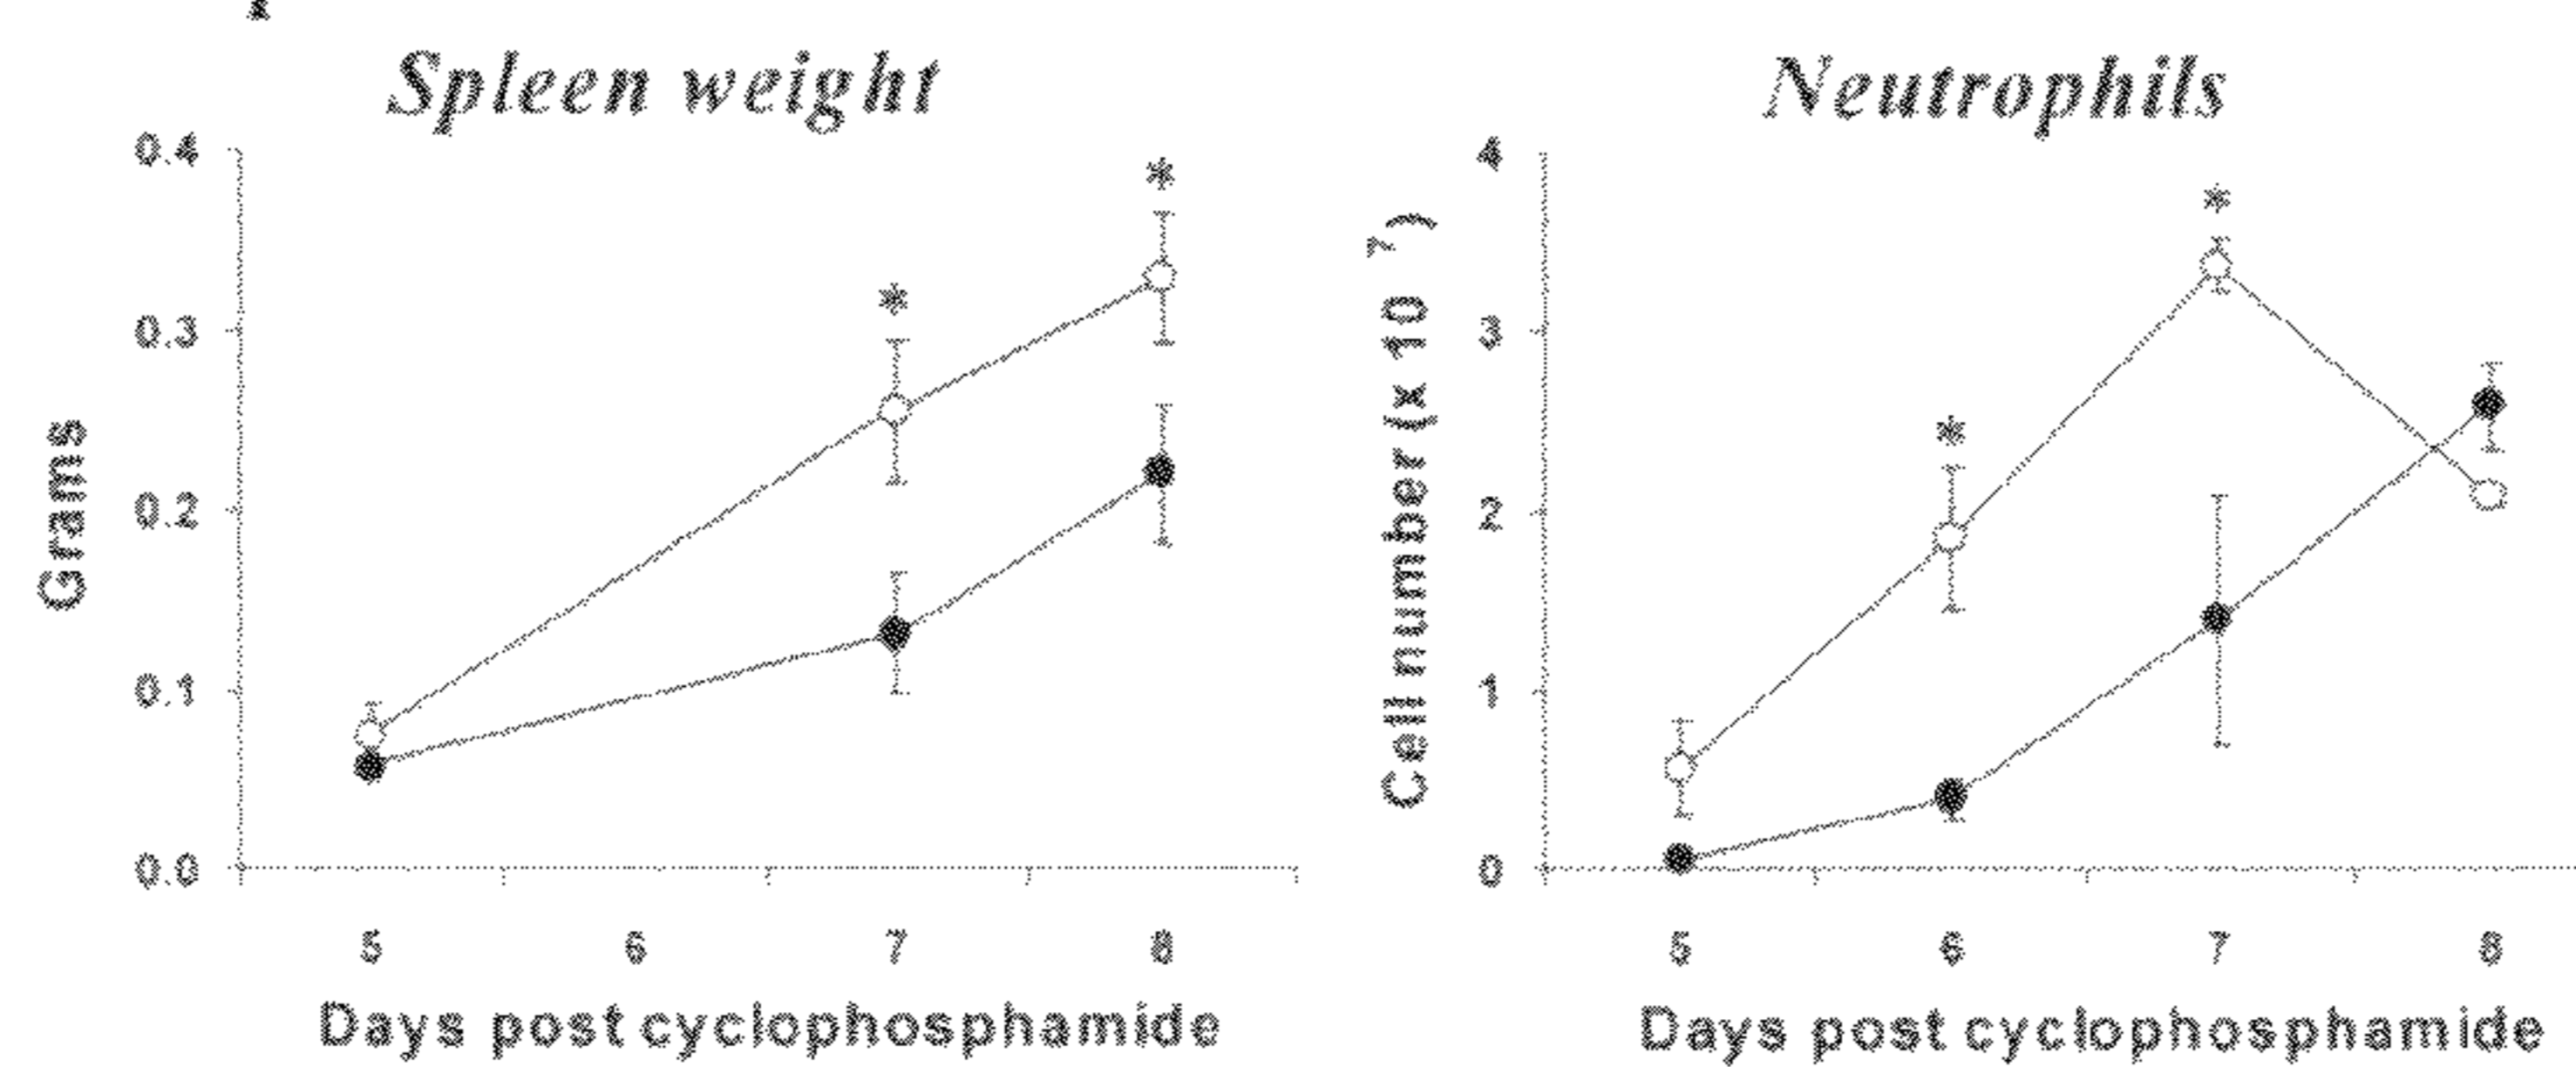 Spleen weight
0.4
0.3
0.2
0.1
0.0
Grams
*
*
5 6 7 8
Days post cyclophosphamide
Neutrophils
4
3
2
1
0
Cell number (x 10 7)
*
*
5 6 7 8
Days post cyclophosphamide